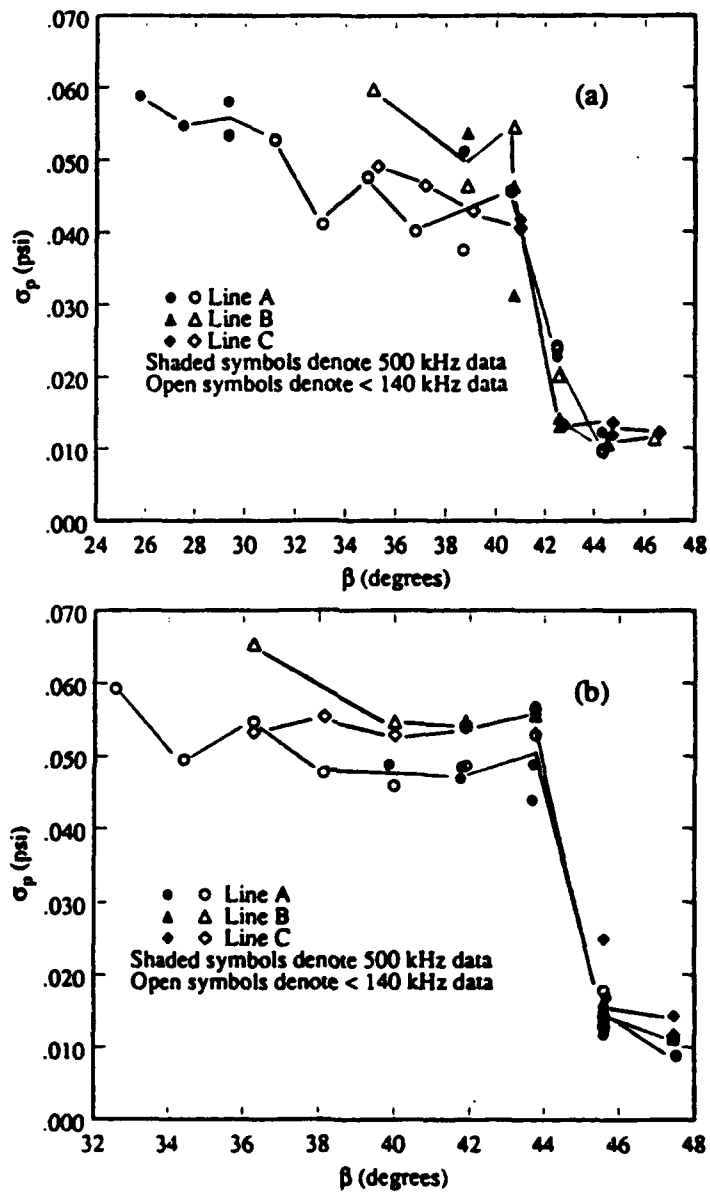 .070
.060
.050
.040
.030
.020
.010
.000
σp (psi)
(a)
Line A
Line B
Line C
Shaded symbols denote 500 kHz data
Open symbols denote < 140 kHz data
24 26 28 30 32 34 36 38 40 42 44 46 48
β (degrees)
.070
.060
.050
.040
.030
.020
.010
.000
σp (psi)
(b)
Line A
Line B
Line C
Shaded symbols denote 500 kHz data
Open symbols denote < 140 kHz data
32 34 36 38 40 42 44 46 48
β (degrees)